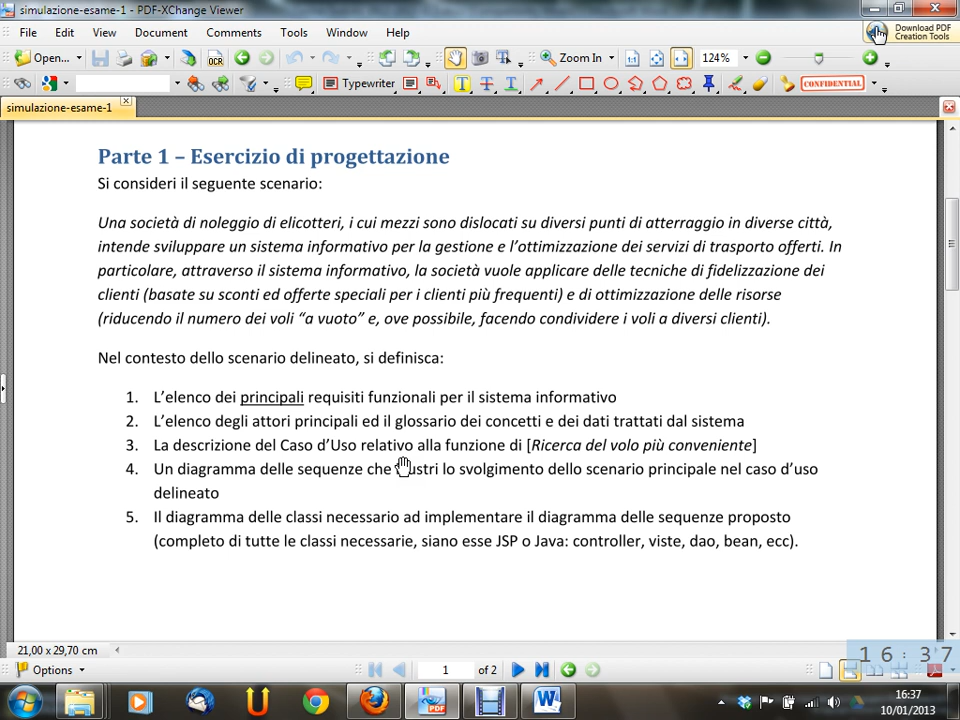 simulazione-esame-1 - PDF-XChange Viewer
File Edit View Document Comments Tools Window Help
Download PDF
Creation Tools
Open... OCR Zoom In 124%
Typewriter CONFIDENTIAL
simulazione-esame-1
Parte 1 – Esercizio di progettazione
Si consideri il seguente scenario:
Una società di noleggio di elicotteri, i cui mezzi sono dislocati su diversi punti di atterraggio in diverse città,
intende sviluppare un sistema informativo per la gestione e l'ottimizzazione dei servizi di trasporto offerti. In
particolare, attraverso il sistema informativo, la società vuole applicare delle tecniche di fidelizzazione dei
clienti (basate su sconti ed offerte speciali per i clienti più frequenti) e di ottimizzazione delle risorse
(riducendo il numero dei voli “a vuoto” e, ove possibile, facendo condividere i voli a diversi clienti).
Nel contesto dello scenario delineato, si definisca:
1. L'elenco dei principali requisiti funzionali per il sistema informativo
2. L'elenco degli attori principali ed il glossario dei concetti e dei dati trattati dal sistema
3. La descrizione del Caso d'Uso relativo alla funzione di [Ricerca del volo più conveniente]
4. Un diagramma delle sequenze che ustri lo svolgimento dello scenario principale nel caso d'uso
delineato
5. Il diagramma delle classi necessario ad implementare il diagramma delle sequenze proposto
(completo di tutte le classi necessarie, siano esse JSP o Java: controller, viste, dao, bean, ecc).
21,00 x 29,70 cm
16:37
Options 1 of 2
16:37
10/01/2013